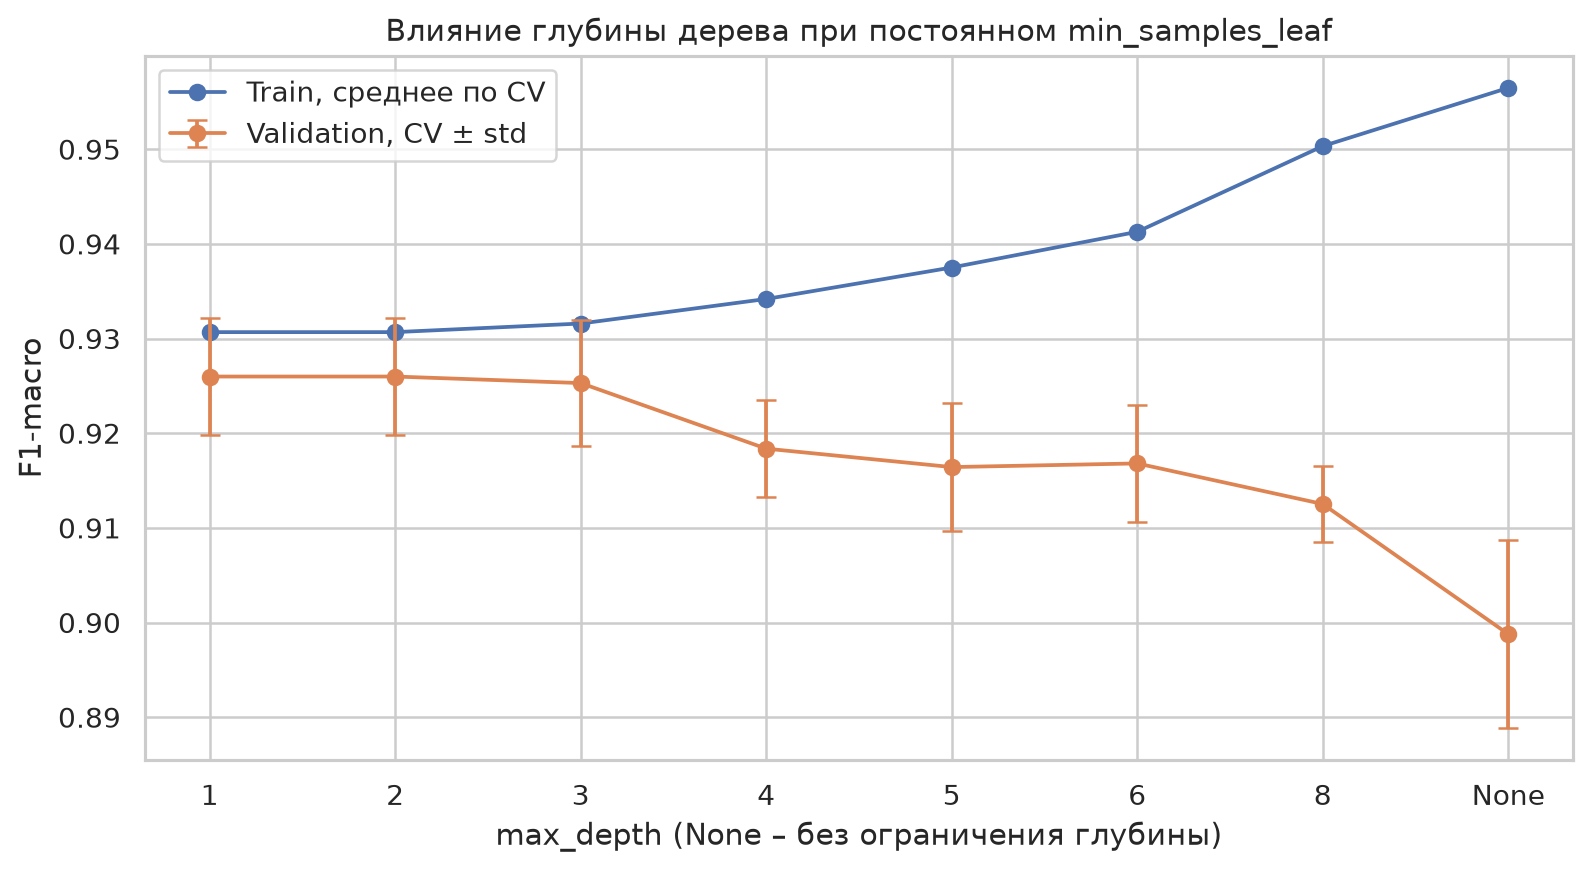 Влияние глубины дерева при постоянном min_samples_leaf
Train, среднее по CV
Validation, CV ± std
F1-macro
0.95
0.94
0.93
0.92
0.91
0.90
0.89
1 2 3 4 5 6 8 None
max_depth (None – без ограничения глубины)